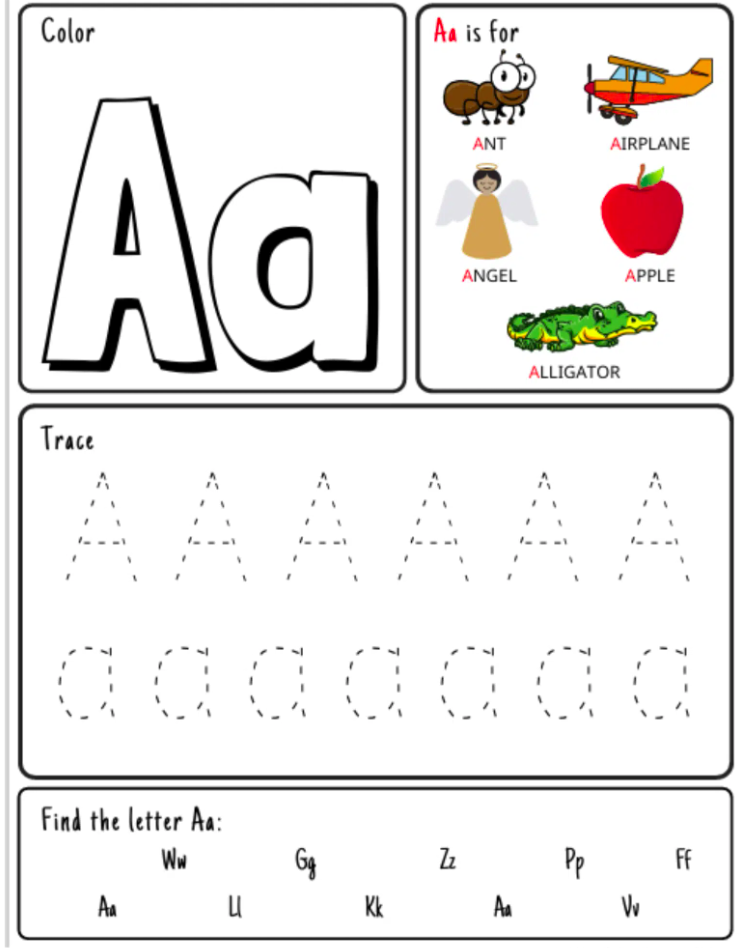 Color
Aa
Aa is for
ANT AIRPLANE
ANGEL APPLE
ALLIGATOR
Trace
A A A A A A
a a a a a a a
Find the letter Aa:
Ww Gg Zz Pp Ff
Aa Ll Kk Aa Vv